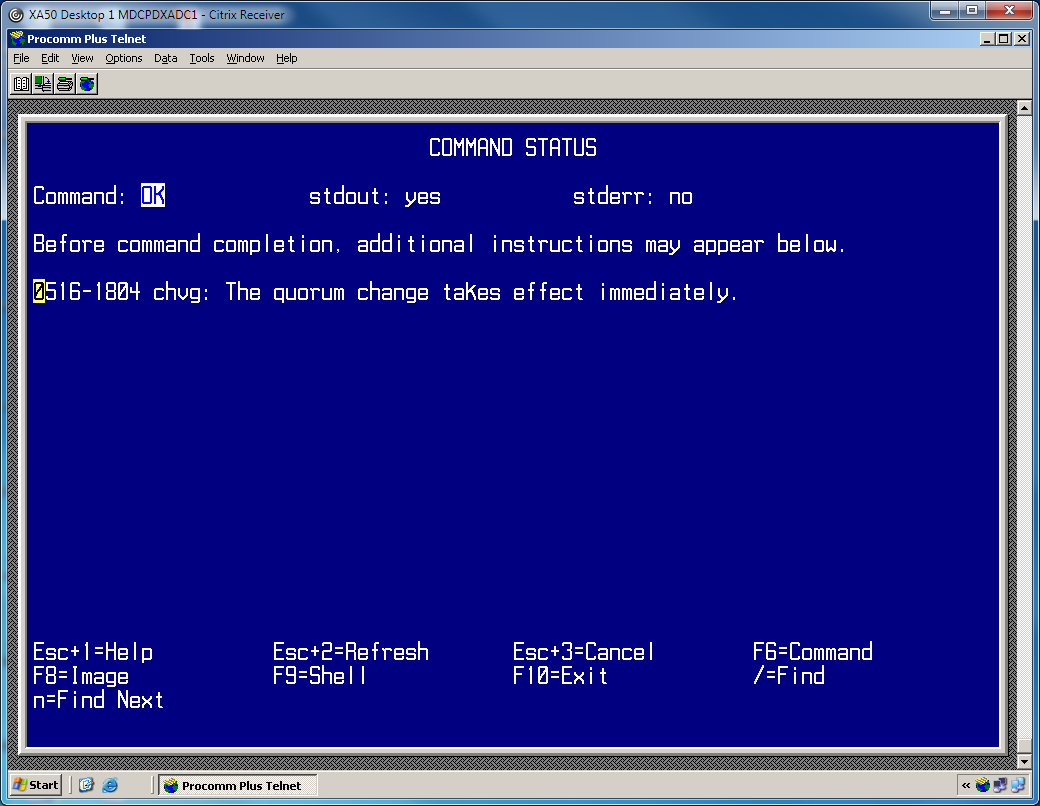 XA50 Desktop 1 MDCPDXADC1 - Citrix Receiver
Procomm Plus Telnet
File Edit View Options Data Tools Window Help
COMMAND STATUS
Command: OK stdout: yes stderr: no
Before command completion, additional instructions may appear below.
0516-1804 chvg: The quorum change takes effect immediately.
Esc+1=Help Esc+2=Refresh Esc+3=Cancel F6=Command
F8=Image F9=Shell F10=Exit /=Find
n=Find Next
Start Procomm Plus Telnet «